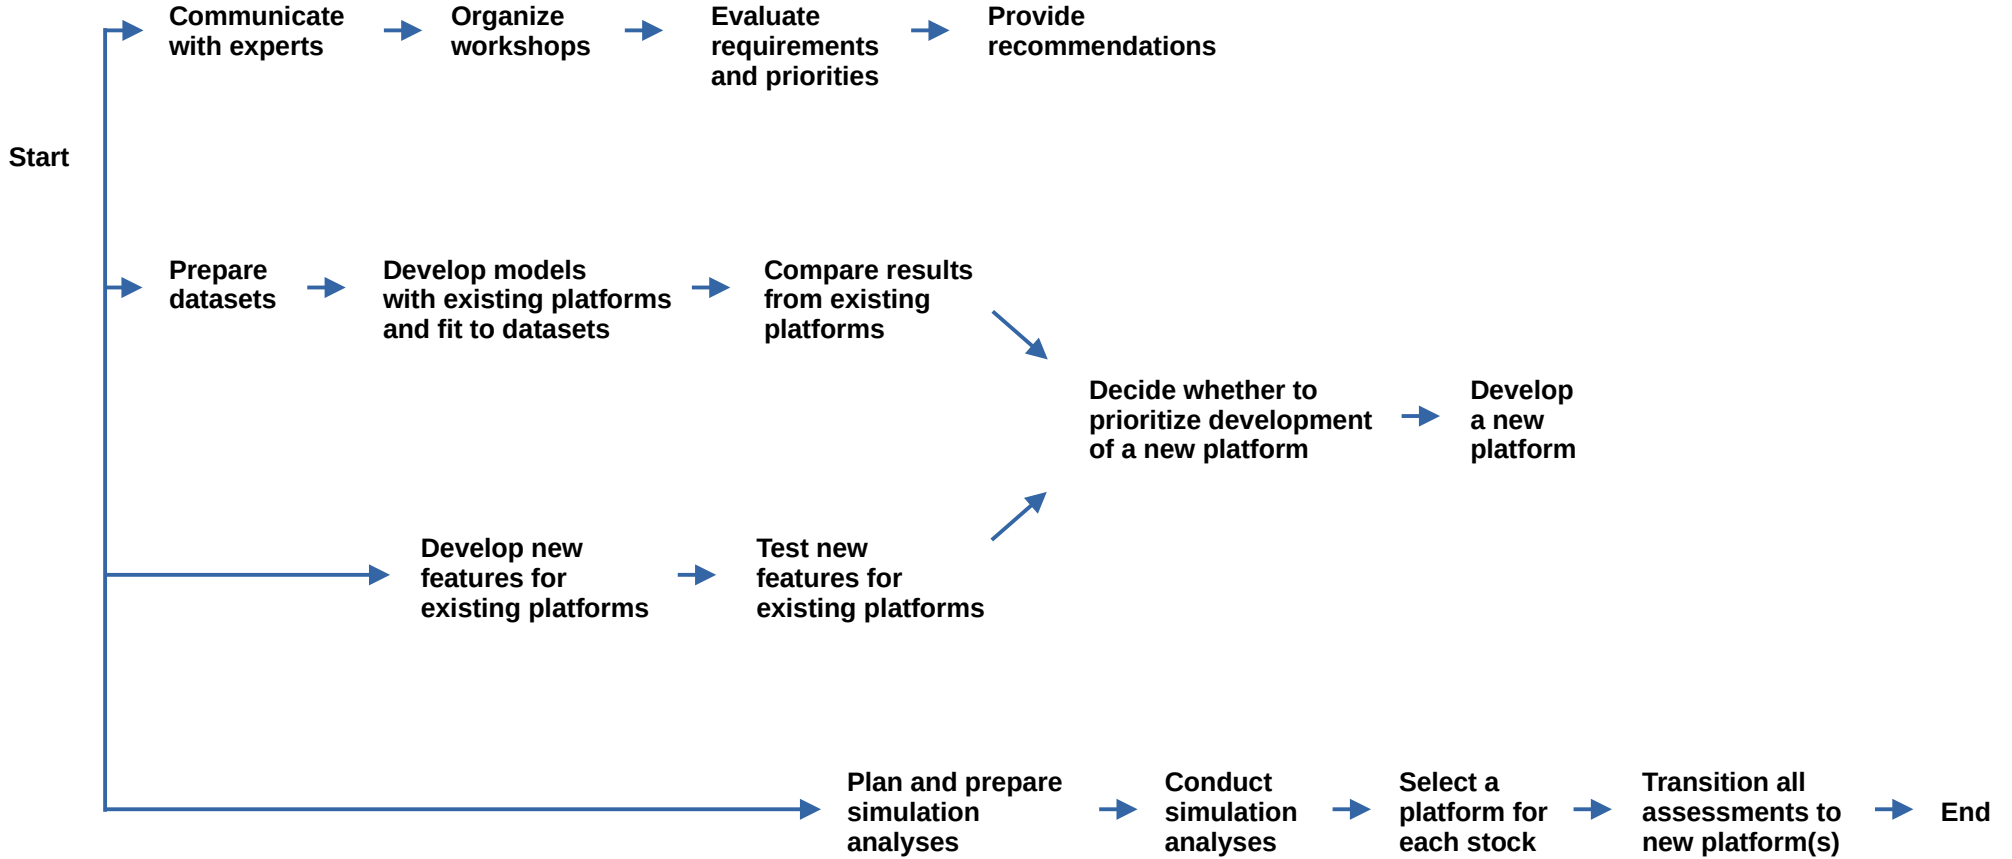 Communicate
with experts
Organize
workshops
Evaluate
requirements
and priorities
Provide
recommendations
Start
Prepare
datasets
Develop models
with existing platforms
and fit to datasets
Compare results
from existing
platforms
Decide whether to
prioritize development
of a new platform
Develop
a new
platform
Develop new
features for
existing platforms
Test new
features for
existing platforms
Plan and prepare
simulation
analyses
Conduct
simulation
analyses
Select a
platform for
each stock
Transition all
assessments to
new platform(s)
End